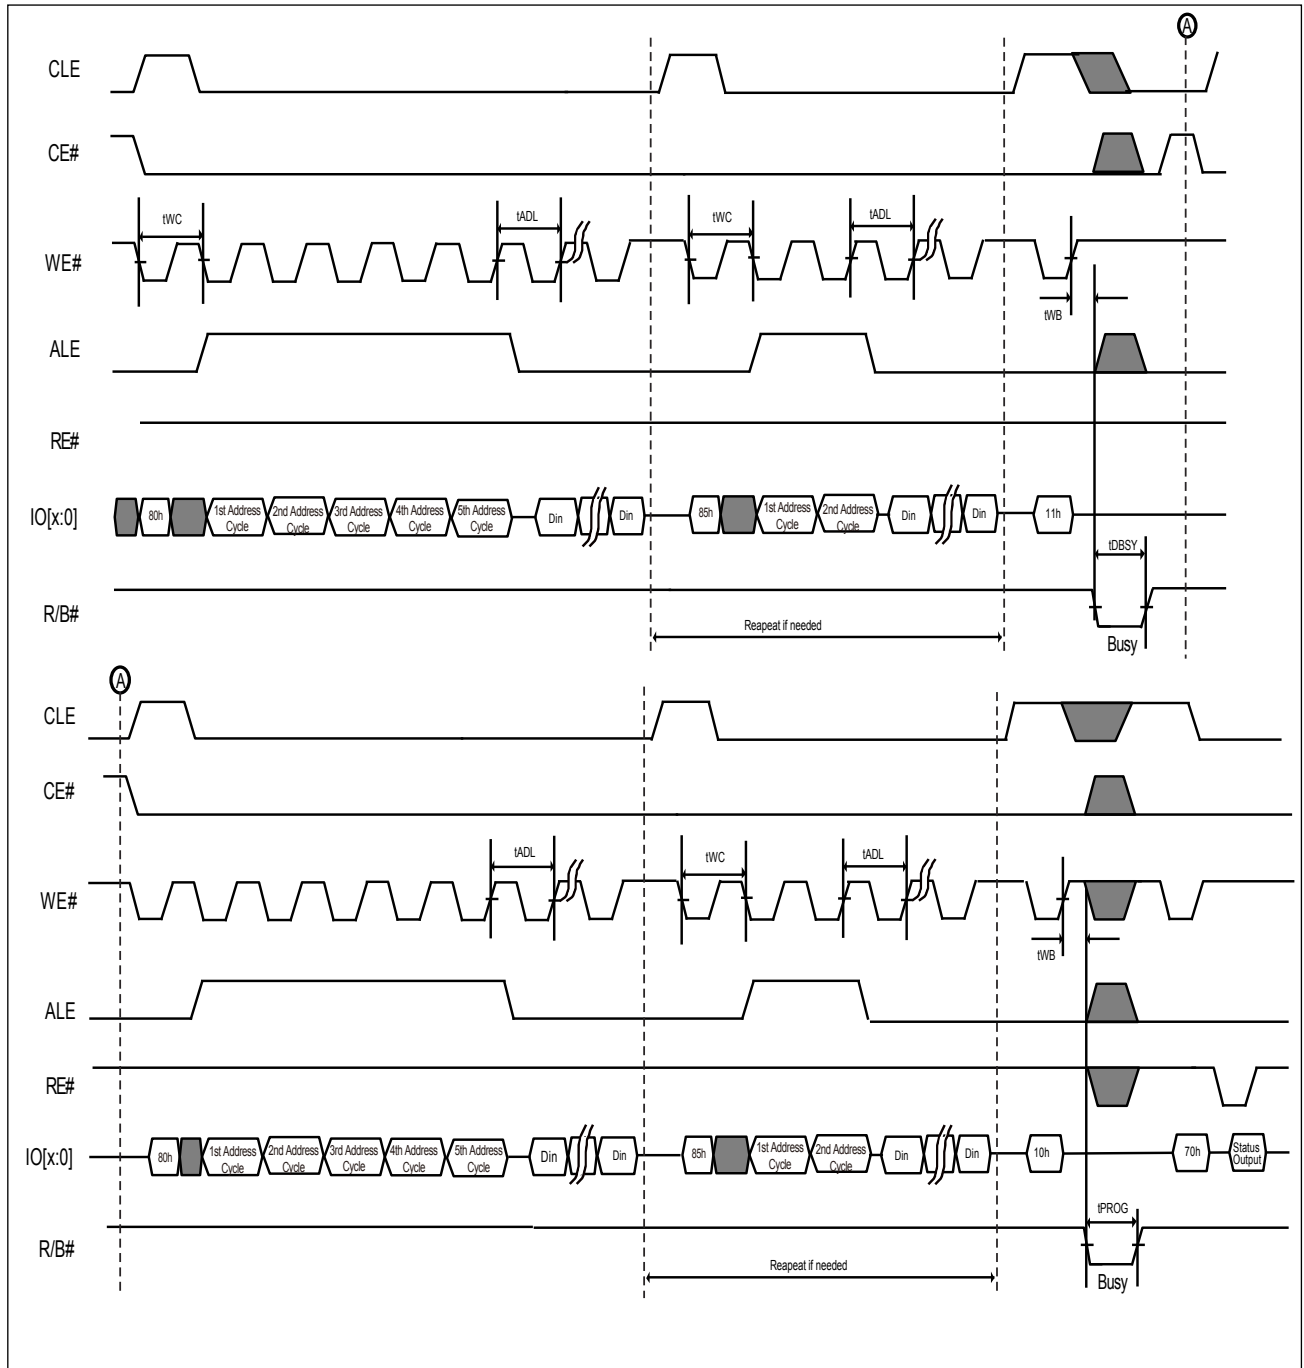 A
CLE
CE#
tWC
tADL
tWC
tADL
WE#
tWB
ALE
RE#
IO[x:0]
80h
1st Address
Cycle
2nd Address
Cycle
3rd Address
Cycle
4th Address
Cycle
5th Address
Cycle
Din
Din
85h
1st Address
Cycle
2nd Address
Cycle
Din
Din
11h
tDBSY
R/B#
Reapeat if needed
Busy
A
CLE
CE#
tADL
tWC
tADL
WE#
tWB
ALE
RE#
IO[x:0]
80h
1st Address
Cycle
2nd Address
Cycle
3rd Address
Cycle
4th Address
Cycle
5th Address
Cycle
Din
Din
85h
1st Address
Cycle
2nd Address
Cycle
Din
Din
10h
70h
Status
Output
tPROG
R/B#
Reapeat if needed
Busy